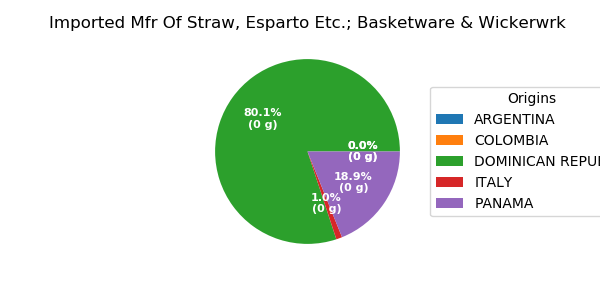 Imported Mfr Of Straw, Esparto Etc.; Basketware & Wickerwrk
80.1%
(0 g)
0.0%
(0 g)
18.9%
(0 g)
1.0%
(0 g)
Origins
ARGENTINA
COLOMBIA
DOMINICAN REPU
ITALY
PANAMA